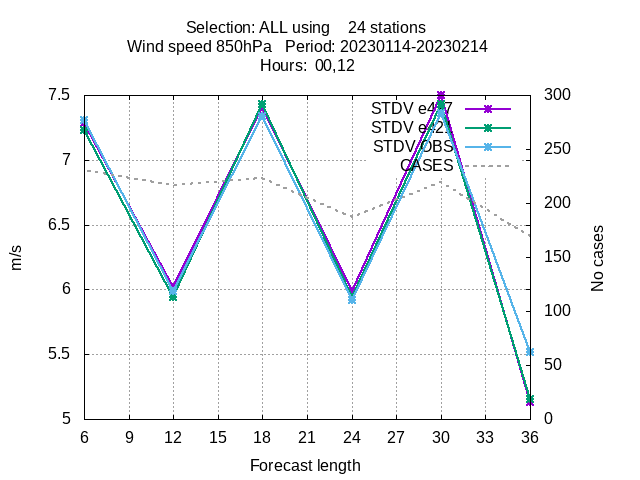 Selection: ALL using 24 stations
Wind speed 850hPa Period: 20230114-20230214
Hours: 00,12
STDV
STDV
STDV OBS
CASES
7.5
7
6.5
6
5.5
5
300
250
200
150
100
50
0
m/s
No cases
6 9 12 15 18 21 24 27 30 33 36
Forecast length